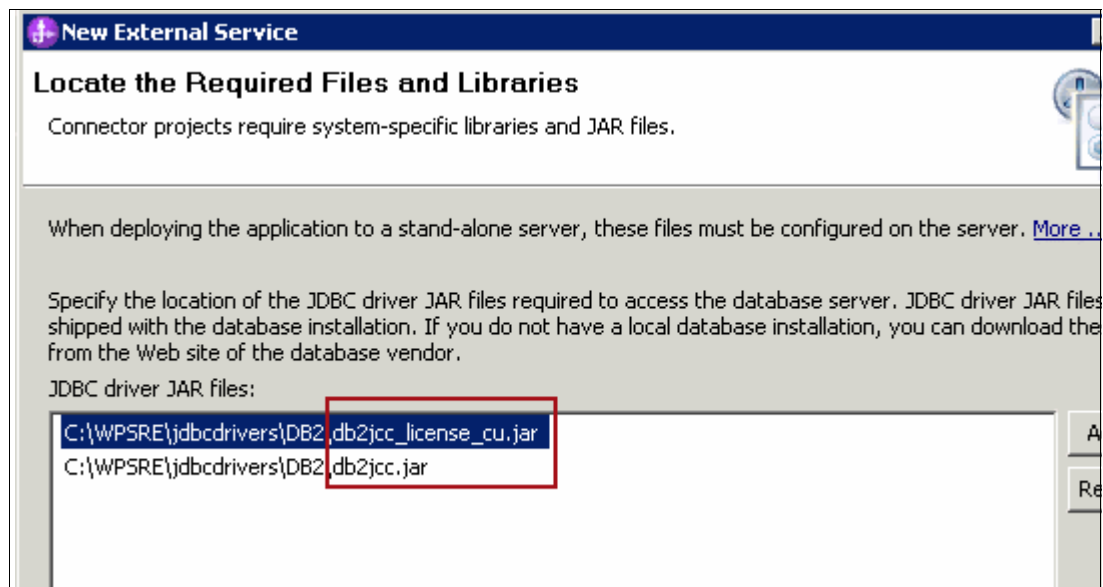 New External Service
Locate the Required Files and Libraries
Connector projects require system-specific libraries and JAR files.
When deploying the application to a stand-alone server, these files must be configured on the server. More ..
Specify the location of the JDBC driver JAR files required to access the database server. JDBC driver JAR files
shipped with the database installation. If you do not have a local database installation, you can download the
from the Web site of the database vendor.
JDBC driver JAR files:
C:\WPSRE\jdbcdrivers\DB2\db2jcc_license_cu.jar
A
C:\WPSRE\jdbcdrivers\DB2\db2jcc.jar
Re